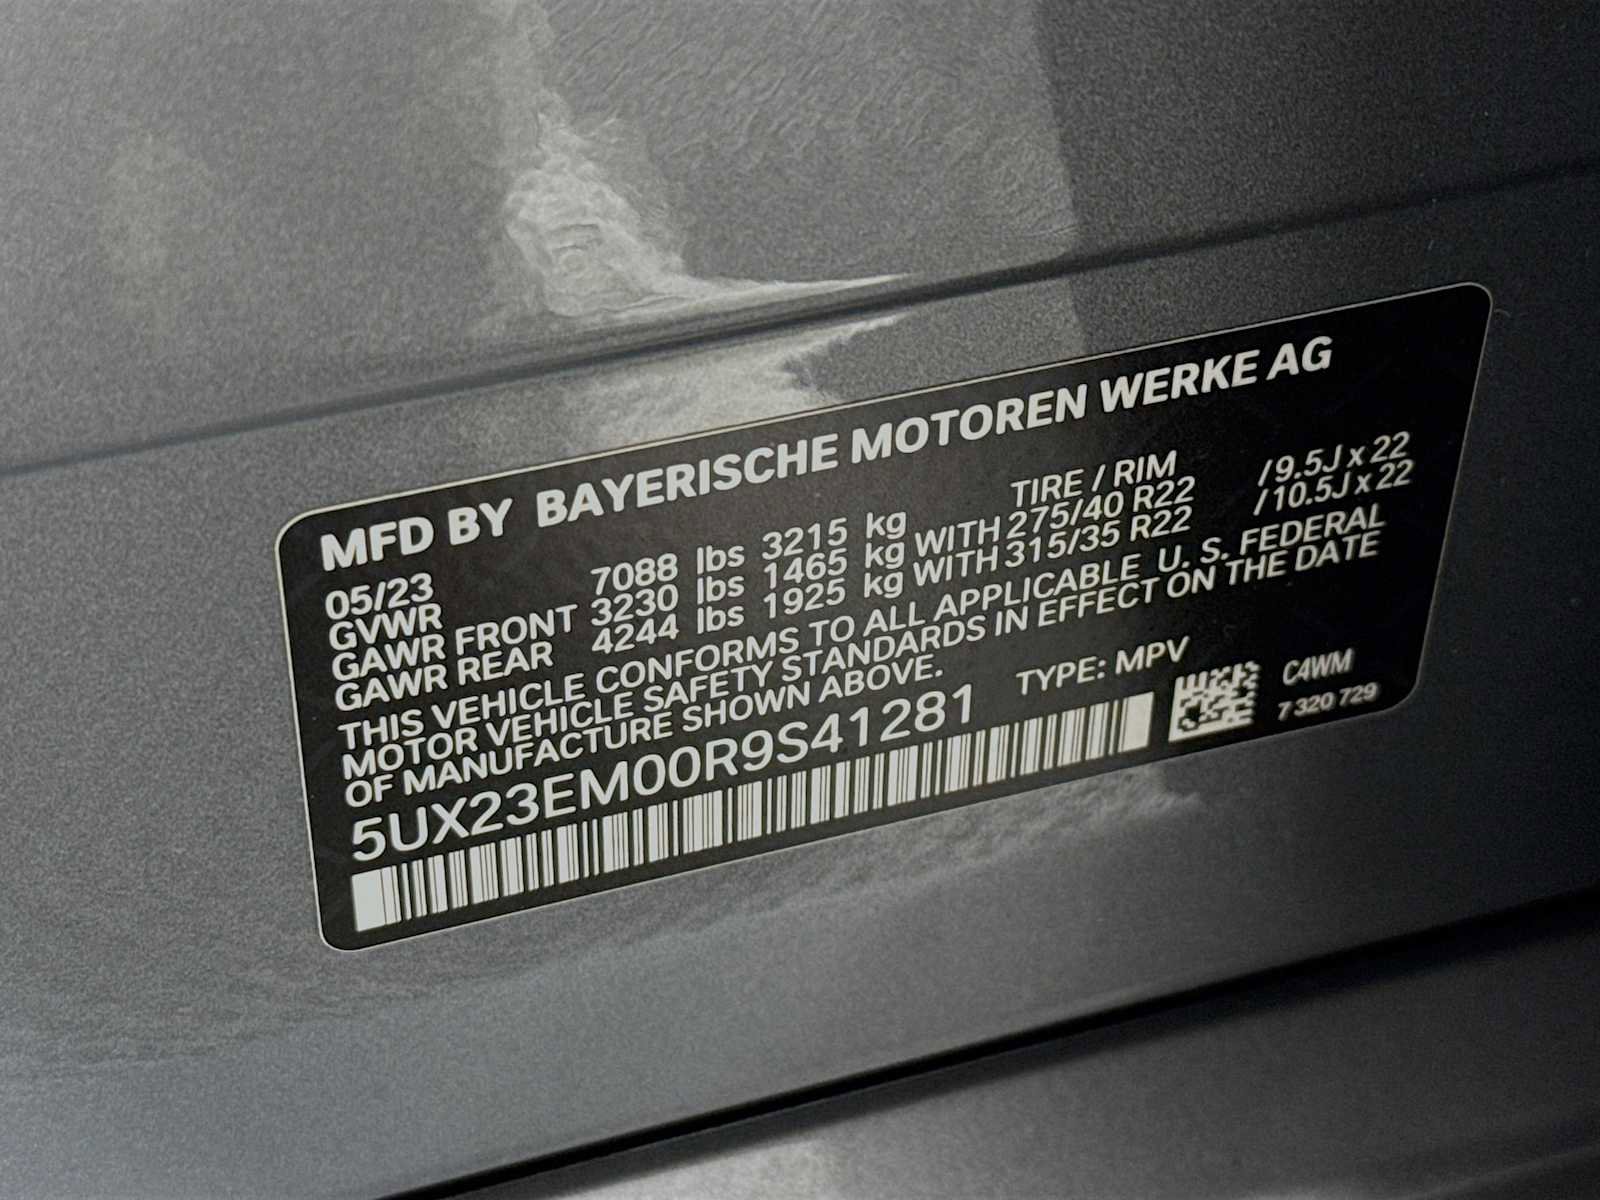 MFD BY BAYERISCHE MOTOREN WERKE AG
05/23 TIRE / RIM
GVWR 7088 lbs 3215 kg
GAWR FRONT 3230 lbs 1465 kg WITH 275/40 R22 /9.5J x 22
GAWR REAR 4244 lbs 1925 kg WITH 315/35 R22 /10.5J x 22
THIS VEHICLE CONFORMS TO ALL APPLICABLE U. S. FEDERAL
MOTOR VEHICLE SAFETY STANDARDS IN EFFECT ON THE DATE
OF MANUFACTURE SHOWN ABOVE.
5UX23EM00R9S41281 TYPE: MPV
C4WM
7 320 729